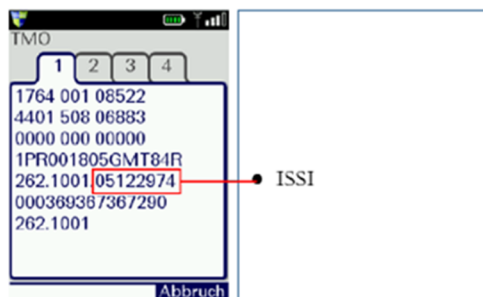 TMO
1 2 3 4
1764 001 08522
4401 508 06883
0000 000 00000
1PR001805GMT84R
262.1001.05122974
000369367367290
262.1001
Abbruch
ISSI